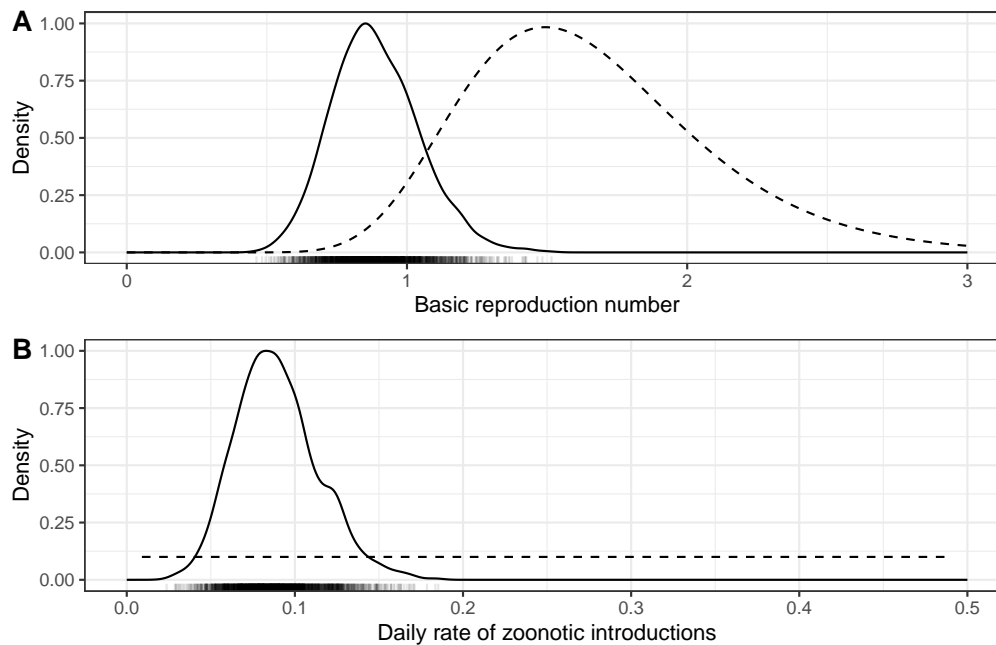 A
1.00
0.75
0.50
0.25
0.00
Density
0 1 2 3
Basic reproduction number
B
1.00
0.75
0.50
0.25
0.00
Density
0.0 0.1 0.2 0.3 0.4 0.5
Daily rate of zoonotic introductions